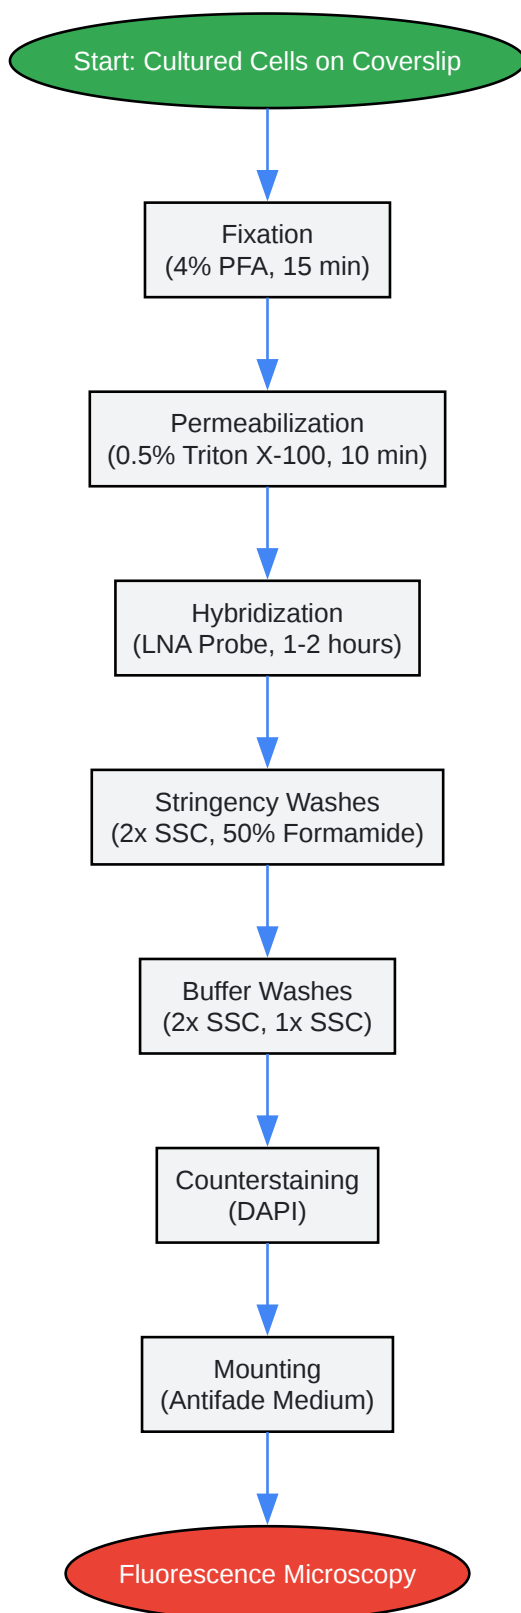 Start: Cultured Cells on Coverslip
Fixation
(4% PFA, 15 min)
Permeabilization
(0.5% Triton X-100, 10 min)
Hybridization
(LNA Probe, 1-2 hours)
Stringency Washes
(2x SSC, 50% Formamide)
Buffer Washes
(2x SSC, 1x SSC)
Counterstaining
(DAPI)
Mounting
(Antifade Medium)
Fluorescence Microscopy